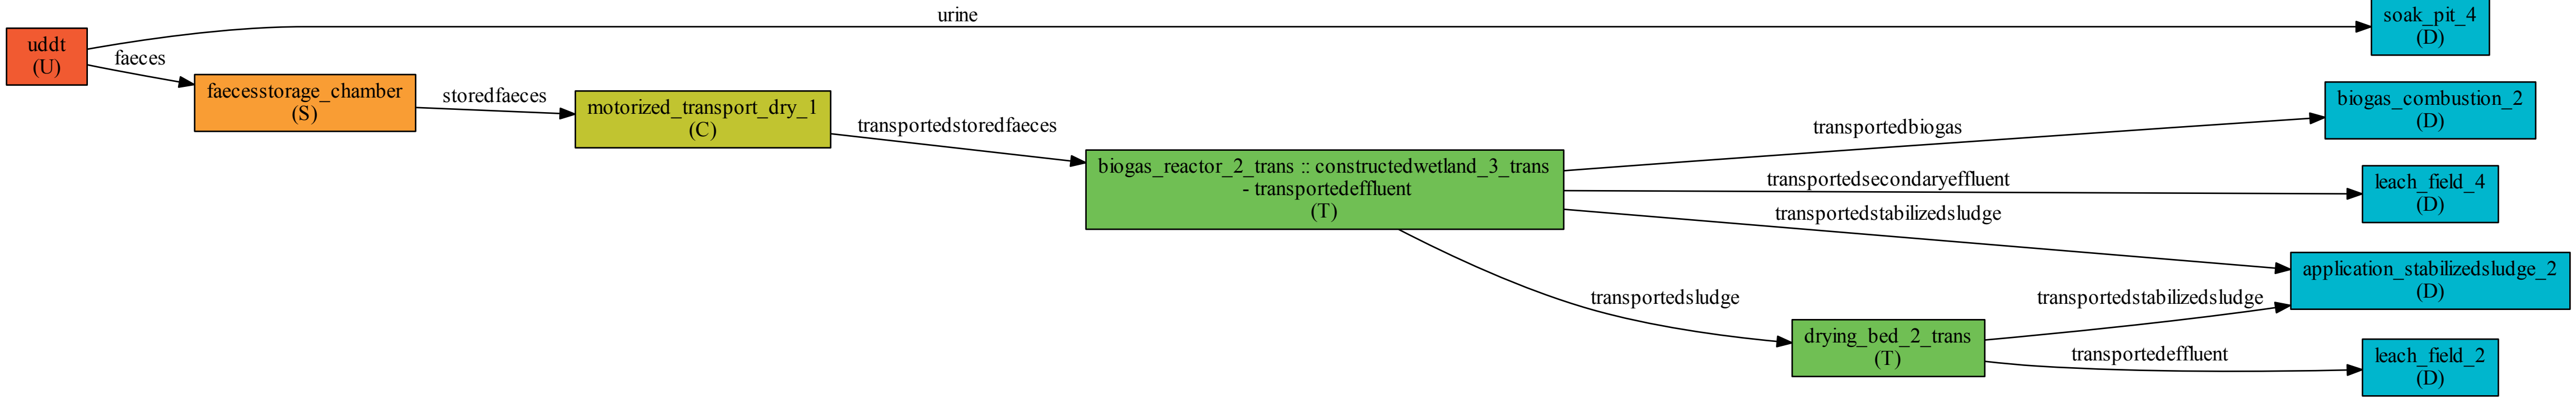 urine
soak_pit_4
(D)
uddt
(U)
faeces
faecesstorage_chamber
(S)
storedfaeces
motorized_transport_dry_1
(C)
transportedstoredfaeces
biogas_reactor_2_trans :: constructedwetland_3_trans
- transportedeffluent
(T)
transportedbiogas
biogas_combustion_2
(D)
transportedsecondaryeffluent
leach_field_4
(D)
transportedstabilizedsludge
application_stabilizedsludge_2
(D)
transportedsludge
drying_bed_2_trans
(T)
transportedstabilizedsludge
transportedeffluent
leach_field_2
(D)